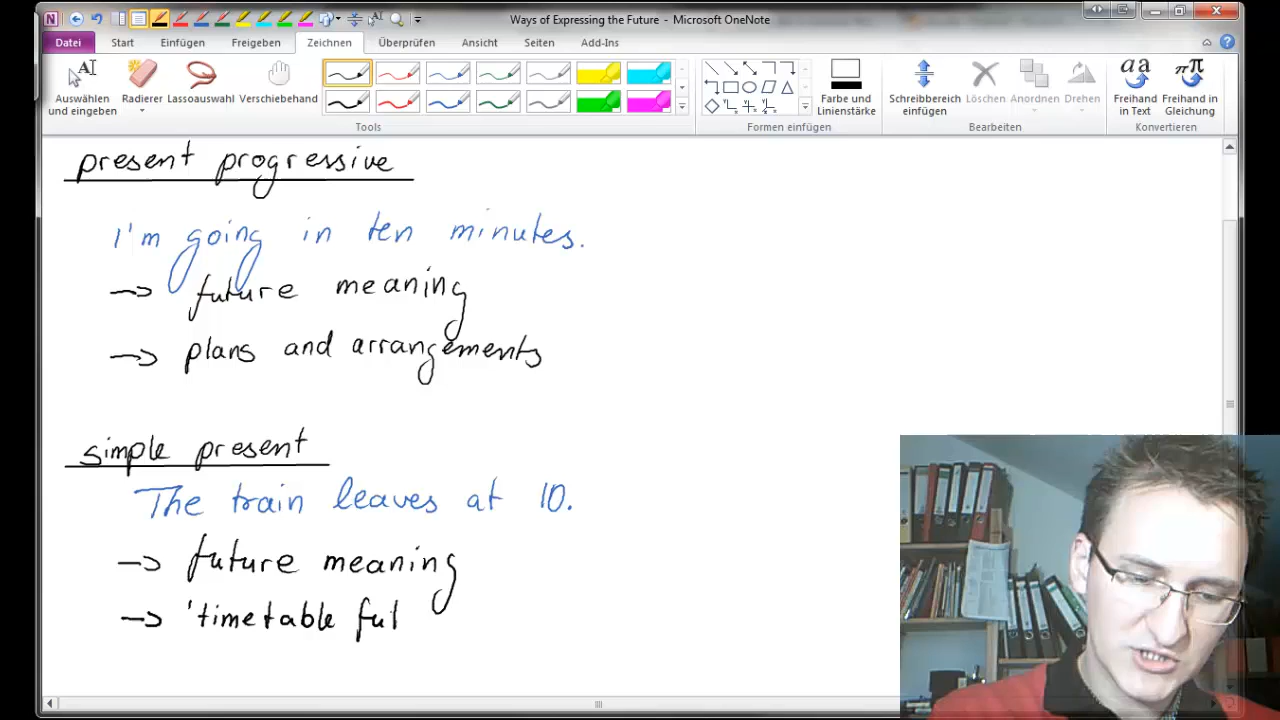 Ways of Expressing the Future - Microsoft OneNote
Datei Start Einfügen Freigeben Zeichnen Überprüfen Ansicht Seiten Add-Ins
Auswählen und eingeben
Radierer
Lassoauswahl
Verschiebehand
Tools
Farbe und Linienstärke
Formen einfügen
Schreibbereich einfügen
Löschen
Anordnen
Drehen
Bearbeiten
Freihand in Text
Freihand in Gleichung
Konvertieren
present progressive
I'm going in ten minutes.
→ future meaning
→ plans and arrangements
simple present
The train leaves at 10.
→ future meaning
→ 'timetable fut